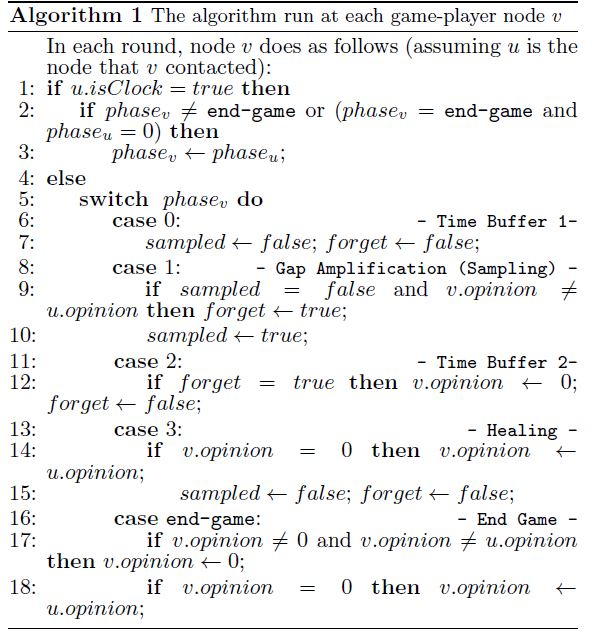 Algorithm 1 The algorithm run at each game-player node v
In each round, node v does as follows (assuming u is the
node that v contacted):
1: if u.isClock = true then
2: if phase_v ≠ end-game or (phase_v = end-game and
phase_u = 0) then
3: phase_v ← phase_u;
4: else
5: switch phase_v do
6: case 0: - Time Buffer 1-
7: sampled ← false; forget ← false;
8: case 1: - Gap Amplification (Sampling) -
9: if sampled = false and v.opinion ≠
u.opinion then forget ← true;
10: sampled ← true;
11: case 2: - Time Buffer 2-
12: if forget = true then v.opinion ← 0;
forget ← false;
13: case 3: - Healing -
14: if v.opinion = 0 then v.opinion ←
u.opinion;
15: sampled ← false; forget ← false;
16: case end-game: - End Game -
17: if v.opinion ≠ 0 and v.opinion ≠ u.opinion
then v.opinion ← 0;
18: if v.opinion = 0 then v.opinion ←
u.opinion;